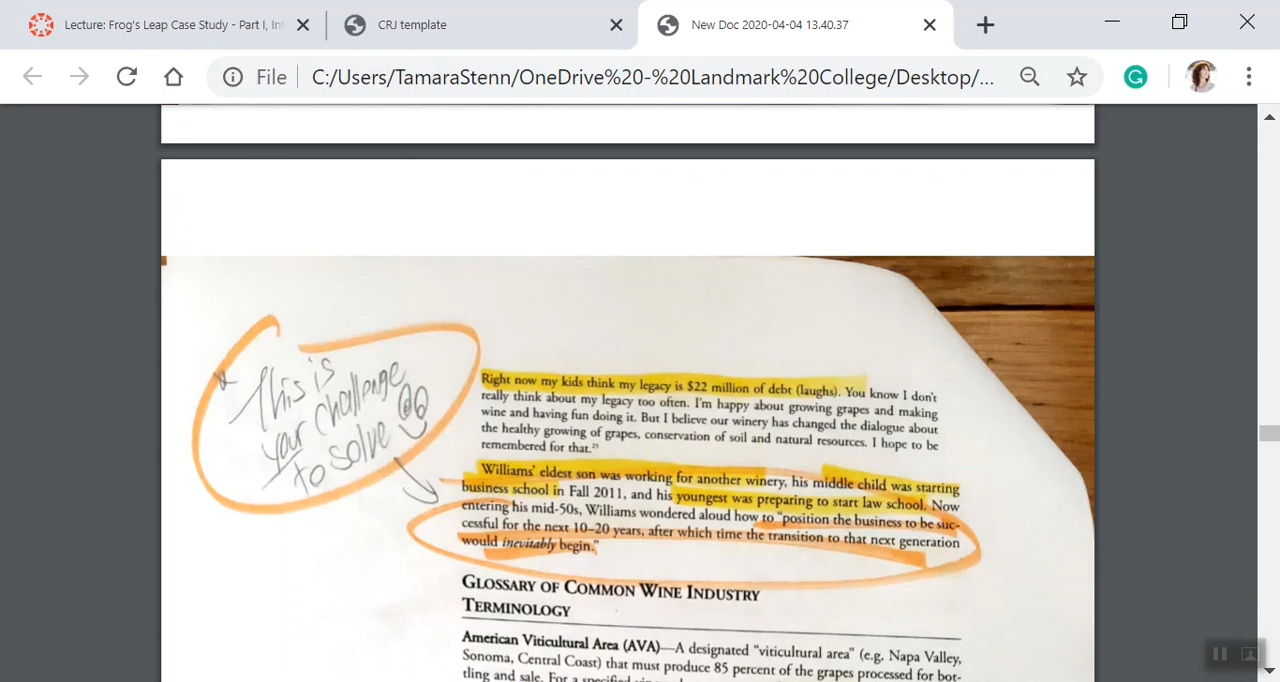 Lecture: Frog's Leap Case Study - Part I, In
CRJ template
New Doc 2020-04-04 13.40.37
File
C:/Users/TamaraStenn/OneDrive%20-%20Landmark%20College/Desktop/...
This is
your challenge
to solve
Right now my kids think my legacy is $22 million of debt (laughs). You know I don't
really think about my legacy too often. I'm happy about growing grapes and making
wine and having fun doing it. But I believe our winery has changed the dialogue about
the healthy growing of grapes, conservation of soil and natural resources. I hope to be
remembered for that.
Williams' eldest son was working for another winery, his middle child was starting
business school in Fall 2011, and his youngest was preparing to start law school. Now
entering his mid-50s, Williams wondered aloud how to "position the business to be suc-
cessful for the next 10–20 years, after which time the transition to that next generation
would inevitably begin."
GLOSSARY OF COMMON WINE INDUSTRY
TERMINOLOGY
American Viticultural Area (AVA)—A designated "viticultural area" (e.g. Napa Valley,
Sonoma, Central Coast) that must produce 85 percent of the grapes processed for bot-
tling and sale. For a specified